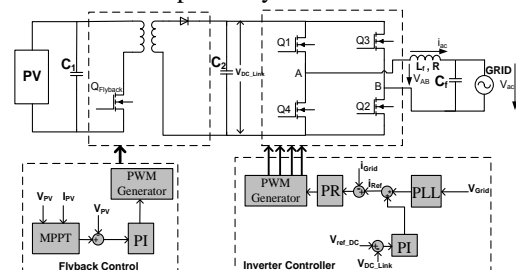 PV
C1
QFlyback
C2
VDC_Link
Q1
Q3
A
B
Q4
Q2
iac
Lf , R
VAB
Cf
GRID
Vac
PWM
Generator
VPV
IPV
VPV
MPPT
PI
Flyback Control
PWM
Generator
PR
iGrid
iRef
PLL
VGrid
Vref_DC
PI
VDC_Link
Inverter Controller